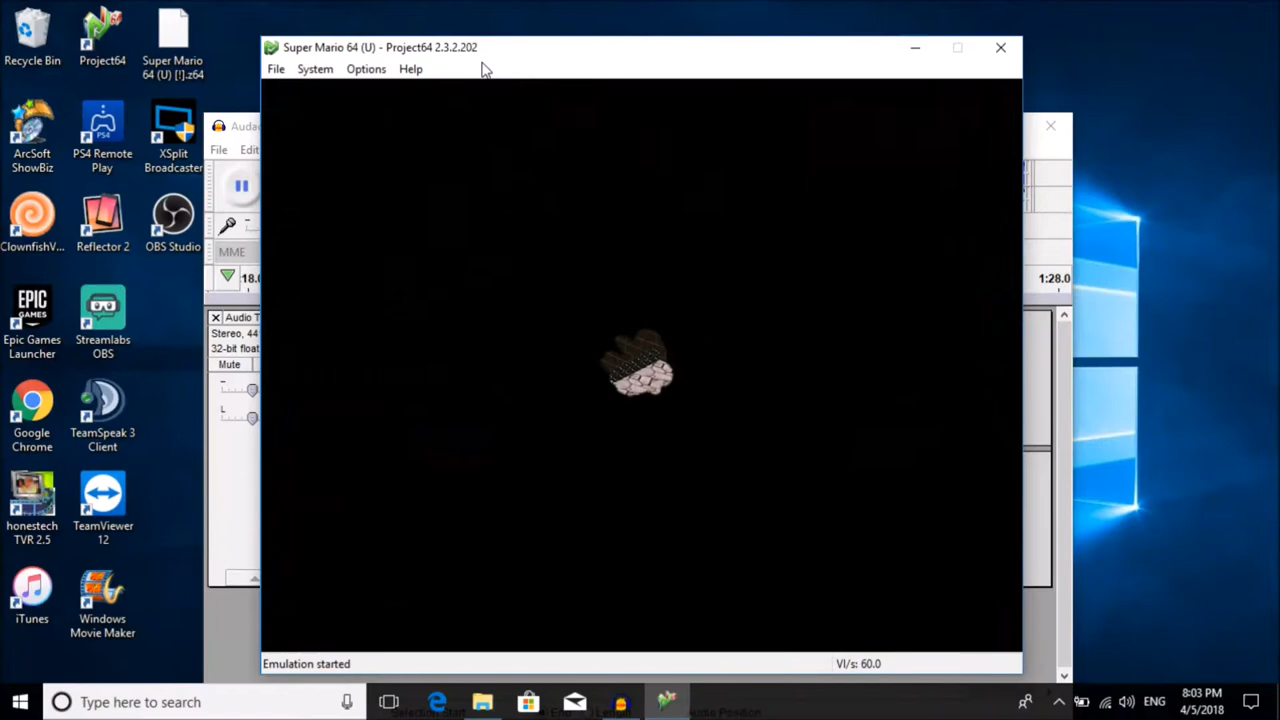 Recycle Bin
Project64
Super Mario
64 (U) [!].z64
ArcSoft
ShowBiz
PS4 Remote
Play
XSplit
Broadcaster
ClownfishV...
Reflector 2
OBS Studio
EPIC
GAMES
Epic Games
Launcher
Streamlabs
OBS
Google
Chrome
TeamSpeak 3
Client
honestech
TVR 2.5
TeamViewer
12
iTunes
Windows
Movie Maker
Super Mario 64 (U) - Project64 2.3.2.202
File System Options Help
Emulation started
VI/s: 60.0
Audac
File Edit
MME
18.0
1:28.0
Audio T
Stereo, 44
32-bit float
Mute
L
Type here to search
ENG
8:03 PM
4/5/2018